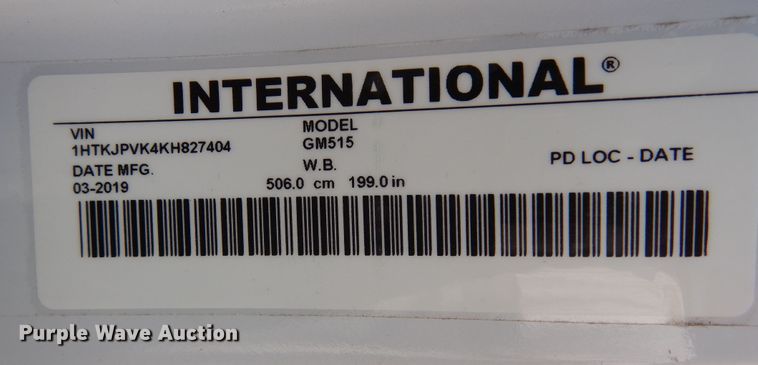 INTERNATIONAL®
VIN
1HTKJPVK4KH827404
MODEL
GM515
DATE MFG.
03-2019
W.B.
506.0 cm 199.0 in
PD LOC - DATE
Purple Wave Auction